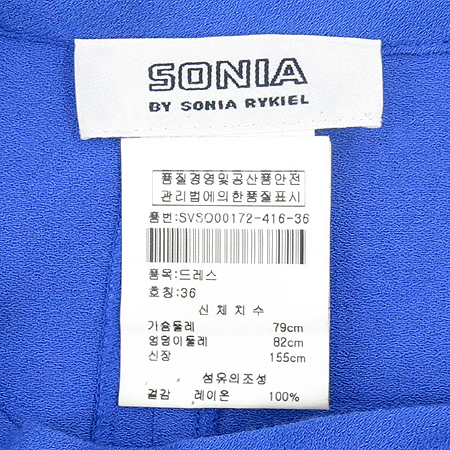 SONIA
BY SONIA RYKIEL
품질경영및공산품안전
관리법에의한품질표시
품번:SVSO00172-416-36
품목:드레스
호칭:36
신체치수
가슴둘레 79cm
엉덩이둘레 82cm
신장 155cm
섬유의조성
겉감 레이온 100%